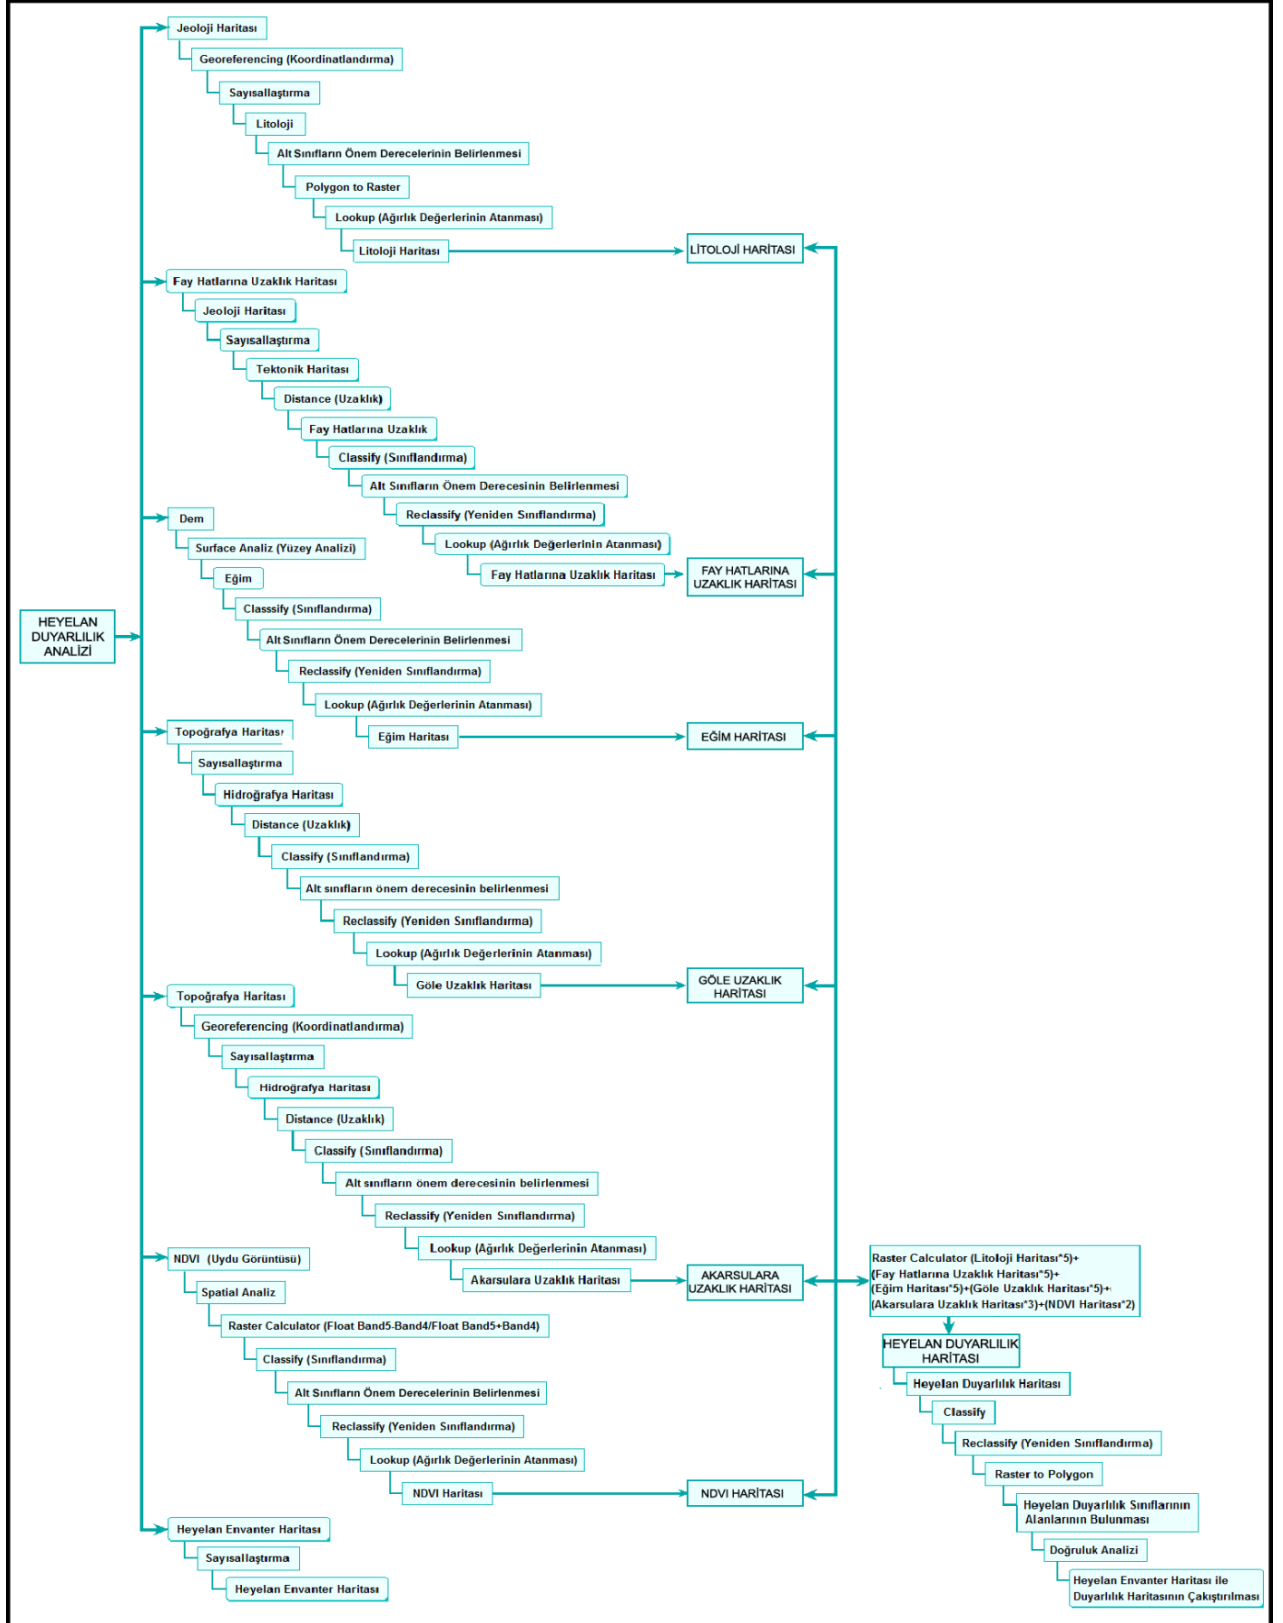 Jeoloji Haritası
Georeferencing (Koordinatlandırma)
Sayısallaştırma
Litoloji
Alt Sınıfların Önem Derecelerinin Belirlenmesi
Polygon to Raster
Lookup (Ağırlık Değerlerinin Atanması)
Litoloji Haritası
LİTOLOJİ HARİTASI
Fay Hatlarına Uzaklık Haritası
Jeoloji Haritası
Sayısallaştırma
Tektonik Haritası
Distance (Uzaklık)
Fay Hatlarına Uzaklık
Classify (Sınıflandırma)
Alt Sınıfların Önem Derecesinin Belirlenmesi
Reclassify (Yeniden Sınıflandırma)
Lookup (Ağırlık Değerlerinin Atanması)
Fay Hatlarına Uzaklık Haritası
FAY HATLARINA
UZAKLIK HARİTASI
Dem
Surface Analiz (Yüzey Analizi)
Eğim
Classsify (Sınıflandırma)
Alt Sınıfların Önem Derecelerinin Belirlenmesi
Reclassify (Yeniden Sınıflandırma)
Lookup (Ağırlık Değerlerinin Atanması)
Eğim Haritası
EĞİM HARİTASI
HEYELAN
DUYARLILIK
ANALİZİ
Topoğrafya Haritası
Sayısallaştırma
Hidroğrafya Haritası
Distance (Uzaklık)
Classify (Sınıflandırma)
Alt sınıfların önem derecesinin belirlenmesi
Reclassify (Yeniden Sınıflandırma)
Lookup (Ağırlık Değerlerinin Atanması)
Göle Uzaklık Haritası
GÖLE UZAKLIK
HARİTASI
Topoğrafya Haritası
Georeferencing (Koordinatlandırma)
Sayısallaştırma
Hidroğrafya Haritası
Distance (Uzaklık)
Classify (Sınıflandırma)
Alt sınıfların önem derecesinin belirlenmesi
Reclassify (Yeniden Sınıflandırma)
Lookup (Ağırlık Değerlerinin Atanması)
Akarsulara Uzaklık Haritası
AKARSULARA
UZAKLIK HARİTASI
NDVI (Uydu Görüntüsü)
Spatial Analiz
Raster Calculator (Float Band5-Band4/Float Band5+Band4)
Classify (Sınıflandırma)
Alt Sınıfların Önem Derecelerinin Belirlenmesi
Reclassify (Yeniden Sınıflandırma)
Lookup (Ağırlık Değerlerinin Atanması)
NDVI Haritası
NDVI HARİTASI
Heyelan Envanter Haritası
Sayısallaştırma
Heyelan Envanter Haritası
Raster Calculator (Litoloji Haritası*5)+
(Fay Hatlarına Uzaklık Haritası*5)+
(Eğim Haritası*5)+(Göle Uzaklık Haritası*5)+
(Akarsulara Uzaklık Haritası*3)+(NDVI Haritası*2)
HEYELAN DUYARLILIK
HARİTASI
Heyelan Duyarlılık Haritası
Classify
Reclassify (Yeniden Sınıflandırma)
Raster to Polygon
Heyelan Duyarlılık Sınıflarının
Alanlarının Bulunması
Doğruluk Analizi
Heyelan Envanter Haritası ile
Duyarlılık Haritasının Çakıştırılması